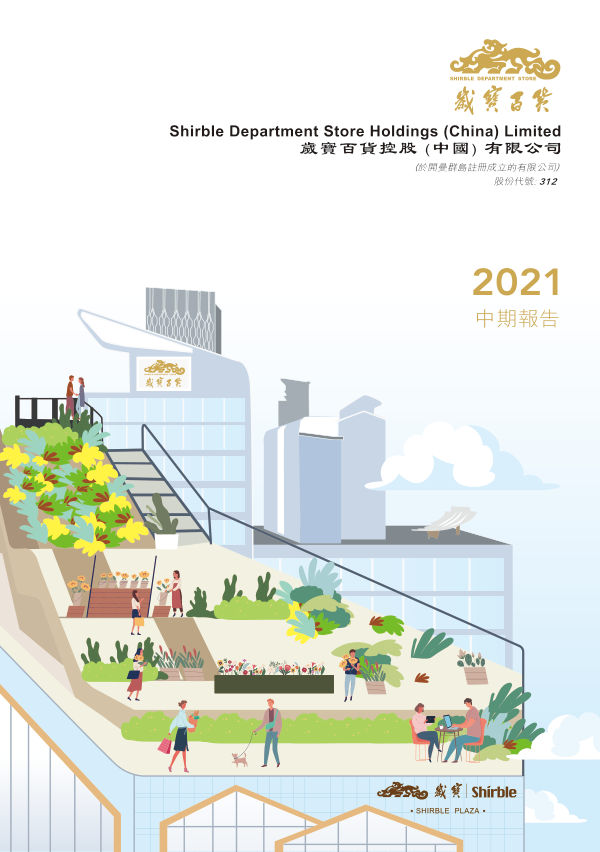 SHIRBLE DEPARTMENT STORE
歲寶百貨
Shirble Department Store Holdings (China) Limited
歲寶百貨控股(中國)有限公司
(於開曼群島註冊成立的有限公司)
股份代號: 312
2021
中期報告
歲寶百貨
歲寶 Shirble
• SHIRBLE PLAZA •